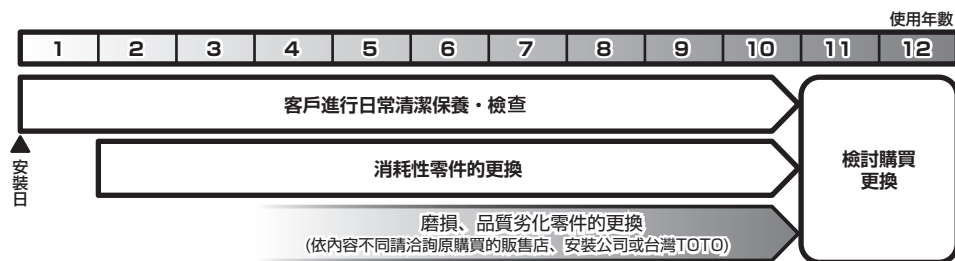 使用年數
1 2 3 4 5 6 7 8 9 10 11 12
客戶進行日常清潔保養・檢查
安裝日
消耗性零件的更換
磨損、品質劣化零件的更換
(依內容不同請洽詢原購買的販售店、安裝公司或台灣TOTO)
檢討購買
更換